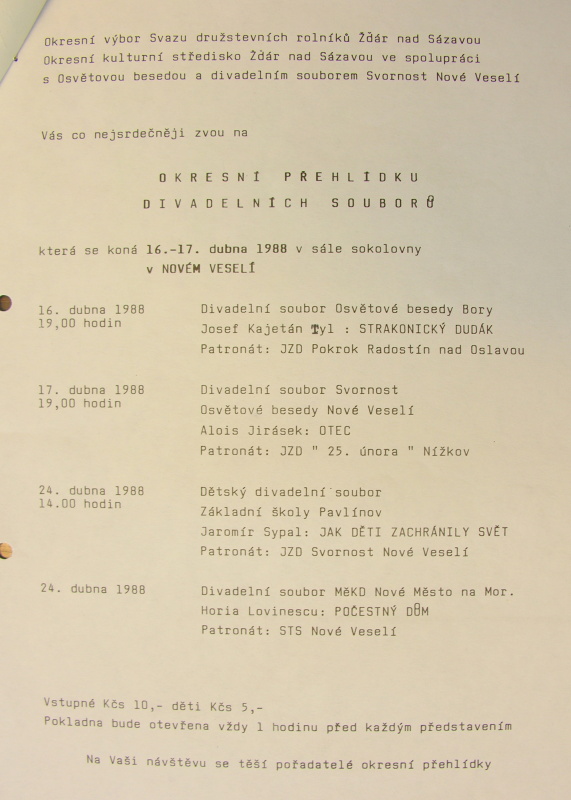 Okresní výbor Svazu družstevních rolníků Žďár nad Sázavou
Okresní kulturní středisko Žďár nad Sázavou ve spolupráci
s Osvětovou besedou a divadelním souborem Svornost Nové Veselí
Vás co nejsrdečněji zvou na
OKRESNÍ PŘEHLÍDKU
DIVADELNÍCH SOUBORŮ
která se koná 16.-17. dubna 1988 v sále sokolovny
v NOVÉM VESELÍ
16. dubna 1988
19,00 hodin
Divadelní soubor Osvětové besedy Bory
Josef Kajetán Tyl : STRAKONICKÝ DUDÁK
Patronát: JZD Pokrok Radostín nad Oslavou
17. dubna 1988
19,00 hodin
Divadelní soubor Svornost
Osvětové besedy Nové Veselí
Alois Jirásek: OTEC
Patronát: JZD " 25. února " Nížkov
24. dubna 1988
14.00 hodin
Dětský divadelní soubor
Základní školy Pavlínov
Jaromír Sypal: JAK DĚTI ZACHRÁNILY SVĚT
Patronát: JZD Svornost Nové Veselí
24. dubna 1988
Divadelní soubor MěKD Nové Město na Mor.
Horia Lovinescu: POČESTNÝ DŮM
Patronát: STS Nové Veselí
Vstupné Kčs 10,- děti Kčs 5,-
Pokladna bude otevřena vždy 1 hodinu před každým představením
Na Vaši návštěvu se těší pořadatelé okresní přehlídky